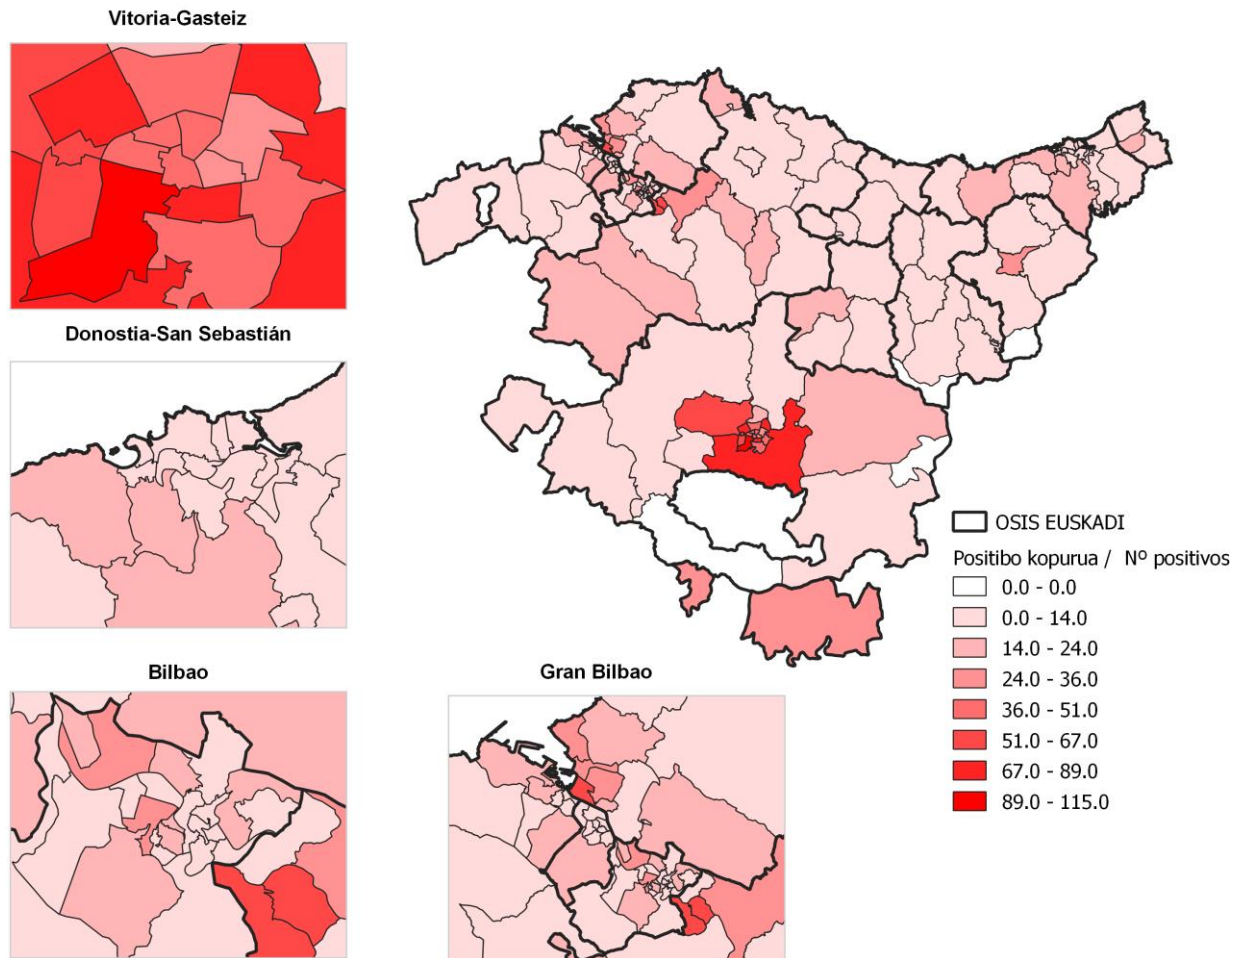 Vitoria-Gasteiz
Donostia-San Sebastián
Bilbao
Gran Bilbao
OSIS EUSKADI
Positibo kopurua / Nº positivos
0.0 - 0.0
0.0 - 14.0
14.0 - 24.0
24.0 - 36.0
36.0 - 51.0
51.0 - 67.0
67.0 - 89.0
89.0 - 115.0